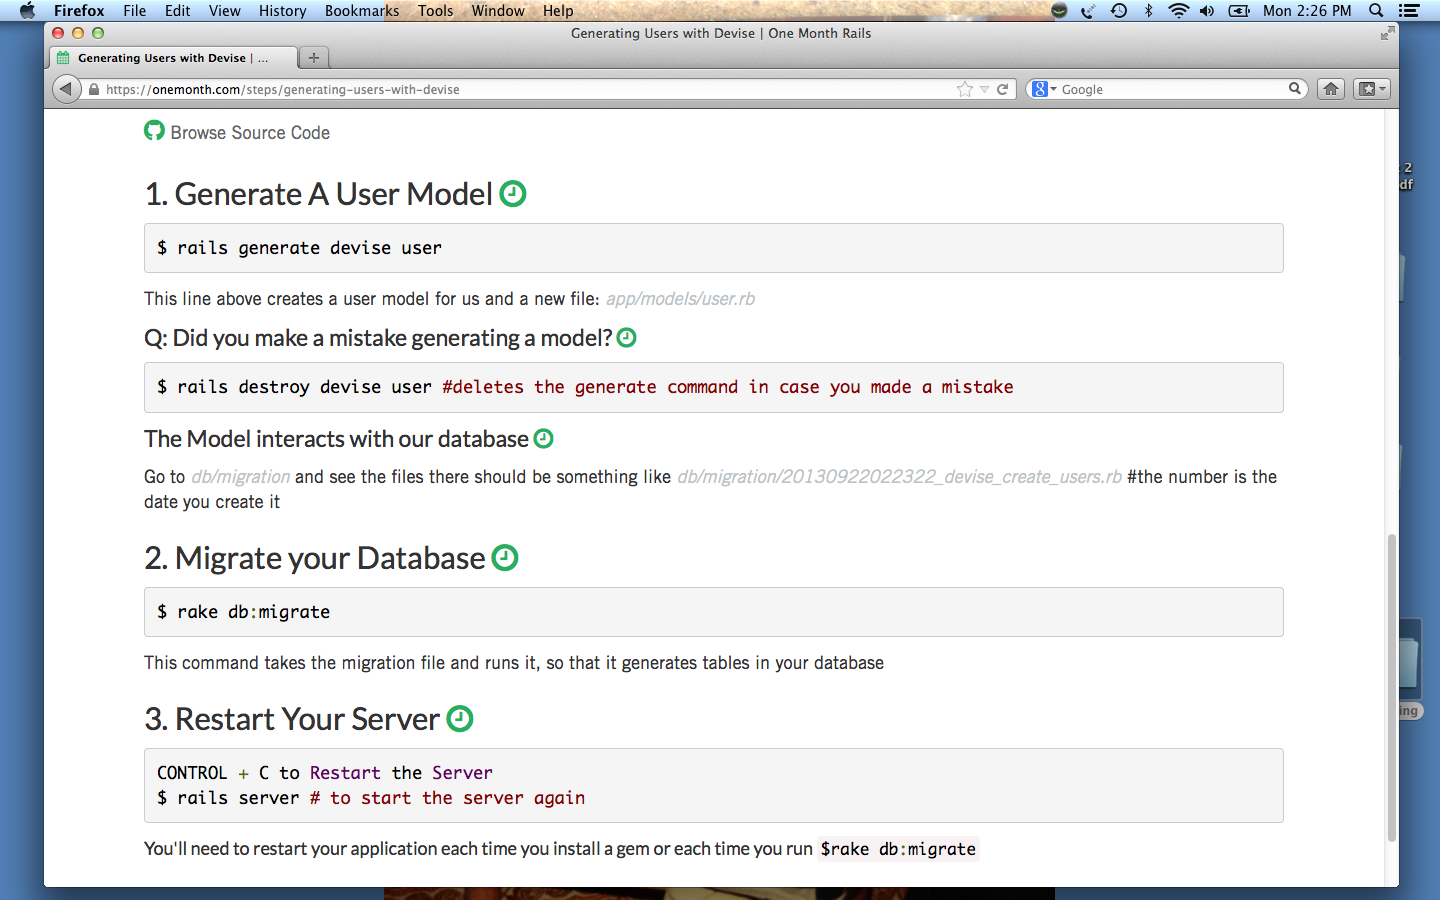 Firefox File Edit View History Bookmarks Tools Window Help Mon 2:26 PM
Generating Users with Devise | One Month Rails
Generating Users with Devise | ...
https://onemonth.com/steps/generating-users-with-devise Google
Browse Source Code
2
df
1. Generate A User Model
$ rails generate devise user
This line above creates a user model for us and a new file: app/models/user.rb
Q: Did you make a mistake generating a model?
$ rails destroy devise user #deletes the generate command in case you made a mistake
The Model interacts with our database
Go to db/migration and see the files there should be something like db/migration/20130922022322_devise_create_users.rb #the number is the
date you create it
2. Migrate your Database
$ rake db:migrate
This command takes the migration file and runs it, so that it generates tables in your database
ing
3. Restart Your Server
CONTROL + C to Restart the Server
$ rails server # to start the server again
You'll need to restart your application each time you install a gem or each time you run $rake db:migrate